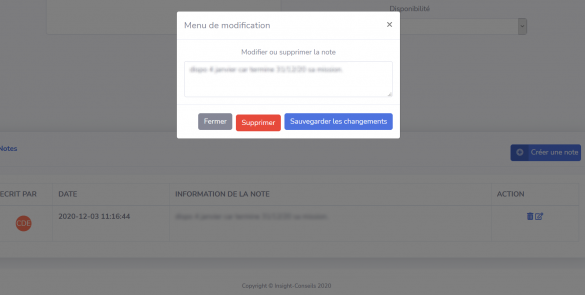 Disponibilité
Menu de modification ×
Modifier ou supprimer la note
dispo 4 janvier car termine 31/12/20 sa mission.
Fermer Supprimer Sauvegarder les changements
Notes
Créer une note
ECRIT PAR DATE INFORMATION DE LA NOTE ACTION
CDE 2020-12-03 11:16:44 dispo 4 janvier car termine 31/12/20 sa mission.
Copyright © Insight Conseils 2020